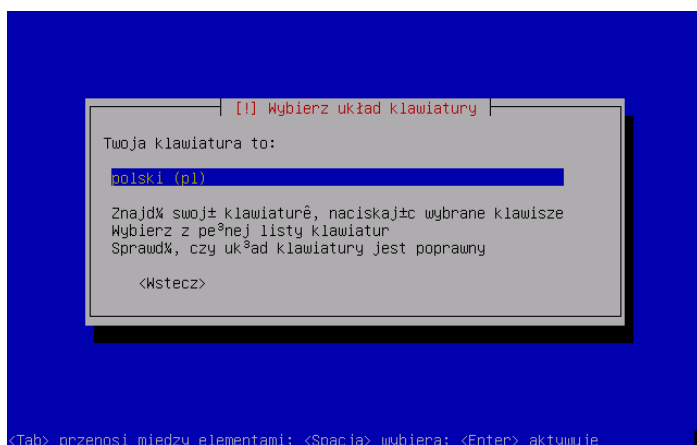 [!] Wybierz układ klawiatury
Twoja klawiatura to:
polski (pl)
Znajd¼ swoj± klawiaturê, naciskaj±c wybrane klawisze
Wybierz z pe³nej listy klawiatur
Sprawd¼, czy uk³ad klawiatury jest poprawny
<Wstecz>
<Tab> przenosi między elementami; <Spacja> wybiera; <Enter> aktywuje